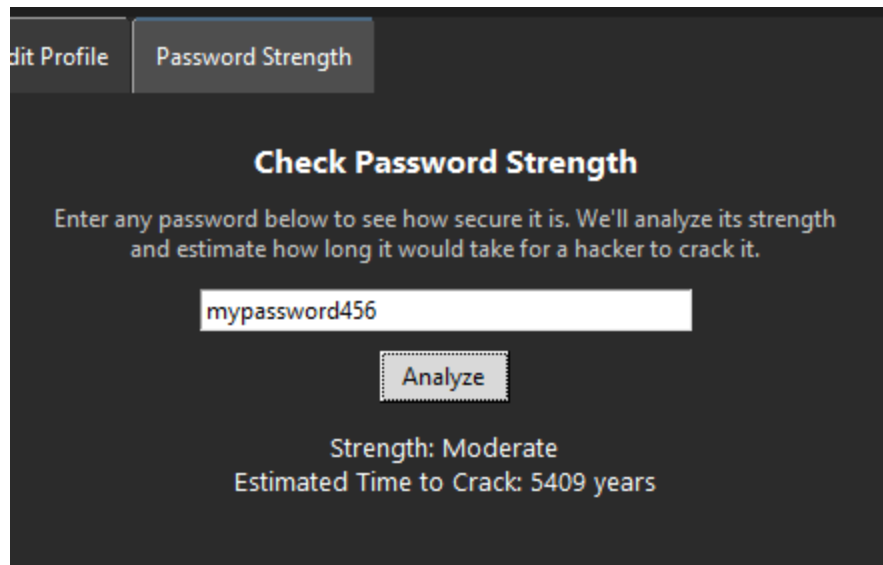 dit Profile
Password Strength
Check Password Strength
Enter any password below to see how secure it is. We'll analyze its strength
and estimate how long it would take for a hacker to crack it.
mypassword456
Analyze
Strength: Moderate
Estimated Time to Crack: 5409 years